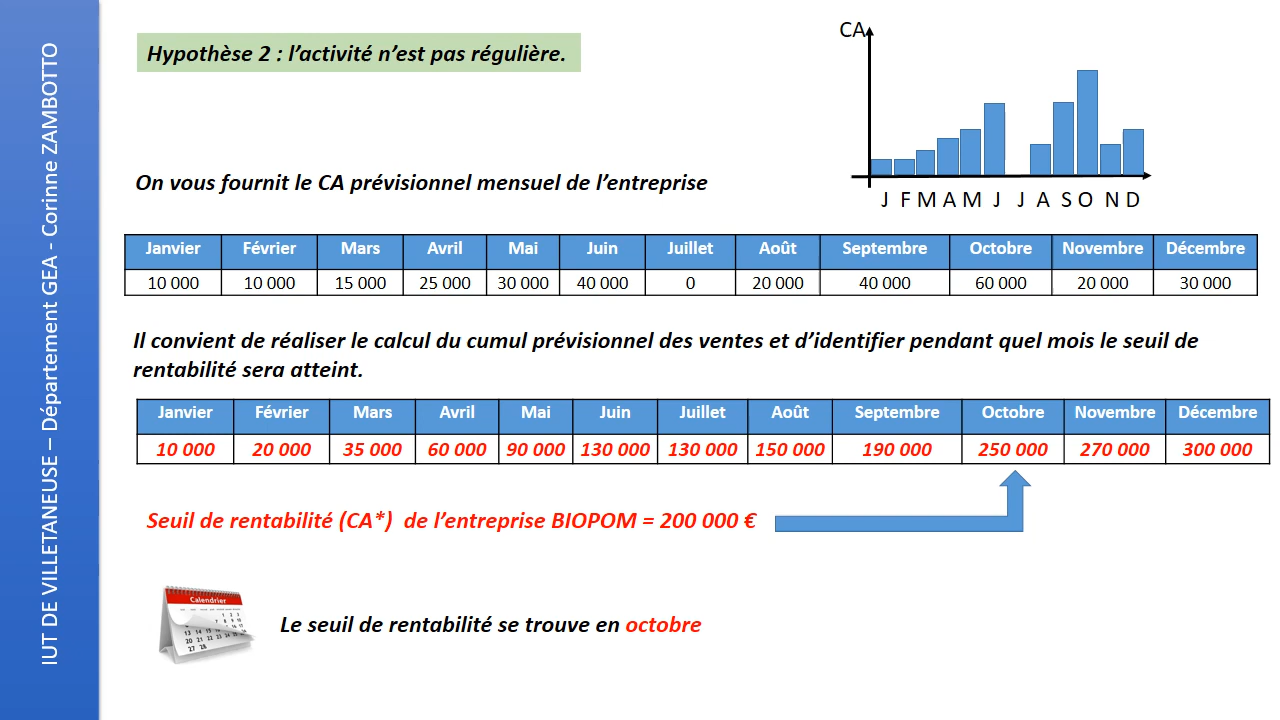 IUT DE VILLETANEUSE – Département GEA - Corinne ZAMBOTTO
Hypothèse 2 : l'activité n'est pas régulière.
CA
J F M A M J J A S O N D
On vous fournit le CA prévisionnel mensuel de l'entreprise
Janvier Février Mars Avril Mai Juin Juillet Août Septembre Octobre Novembre Décembre
10 000 10 000 15 000 25 000 30 000 40 000 0 20 000 40 000 60 000 20 000 30 000
Il convient de réaliser le calcul du cumul prévisionnel des ventes et d'identifier pendant quel mois le seuil de
rentabilité sera atteint.
Janvier Février Mars Avril Mai Juin Juillet Août Septembre Octobre Novembre Décembre
10 000 20 000 35 000 60 000 90 000 130 000 130 000 150 000 190 000 250 000 270 000 300 000
Seuil de rentabilité (CA*) de l'entreprise BIOPOM = 200 000 €
Calendrier
Le seuil de rentabilité se trouve en octobre